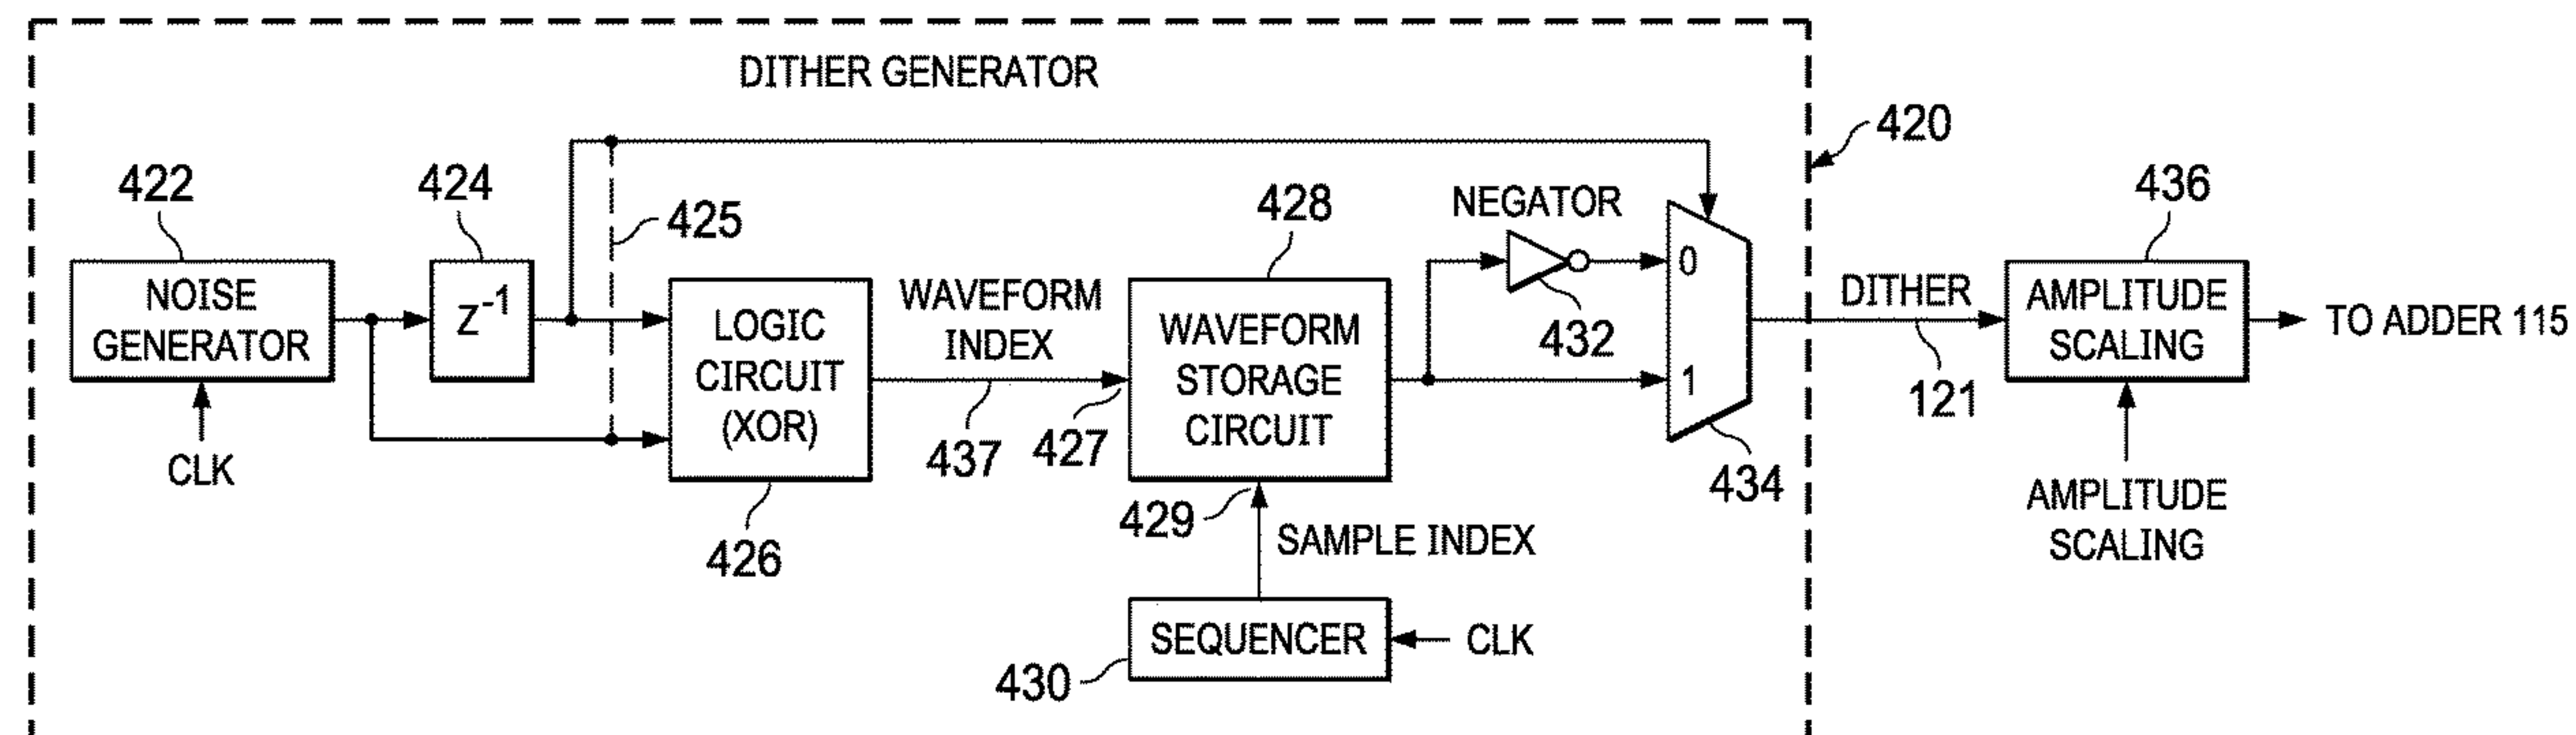 DITHER GENERATOR
420
422
424
425
NEGATOR
428
436
NOISE
GENERATOR
Z-1
LOGIC
CIRCUIT
(XOR)
WAVEFORM
INDEX
WAVEFORM
STORAGE
CIRCUIT
0
1
432
DITHER
AMPLITUDE
SCALING
TO ADDER 115
CLK
437
427
121
434
426
429
SAMPLE INDEX
AMPLITUDE
SCALING
SEQUENCER
CLK
430